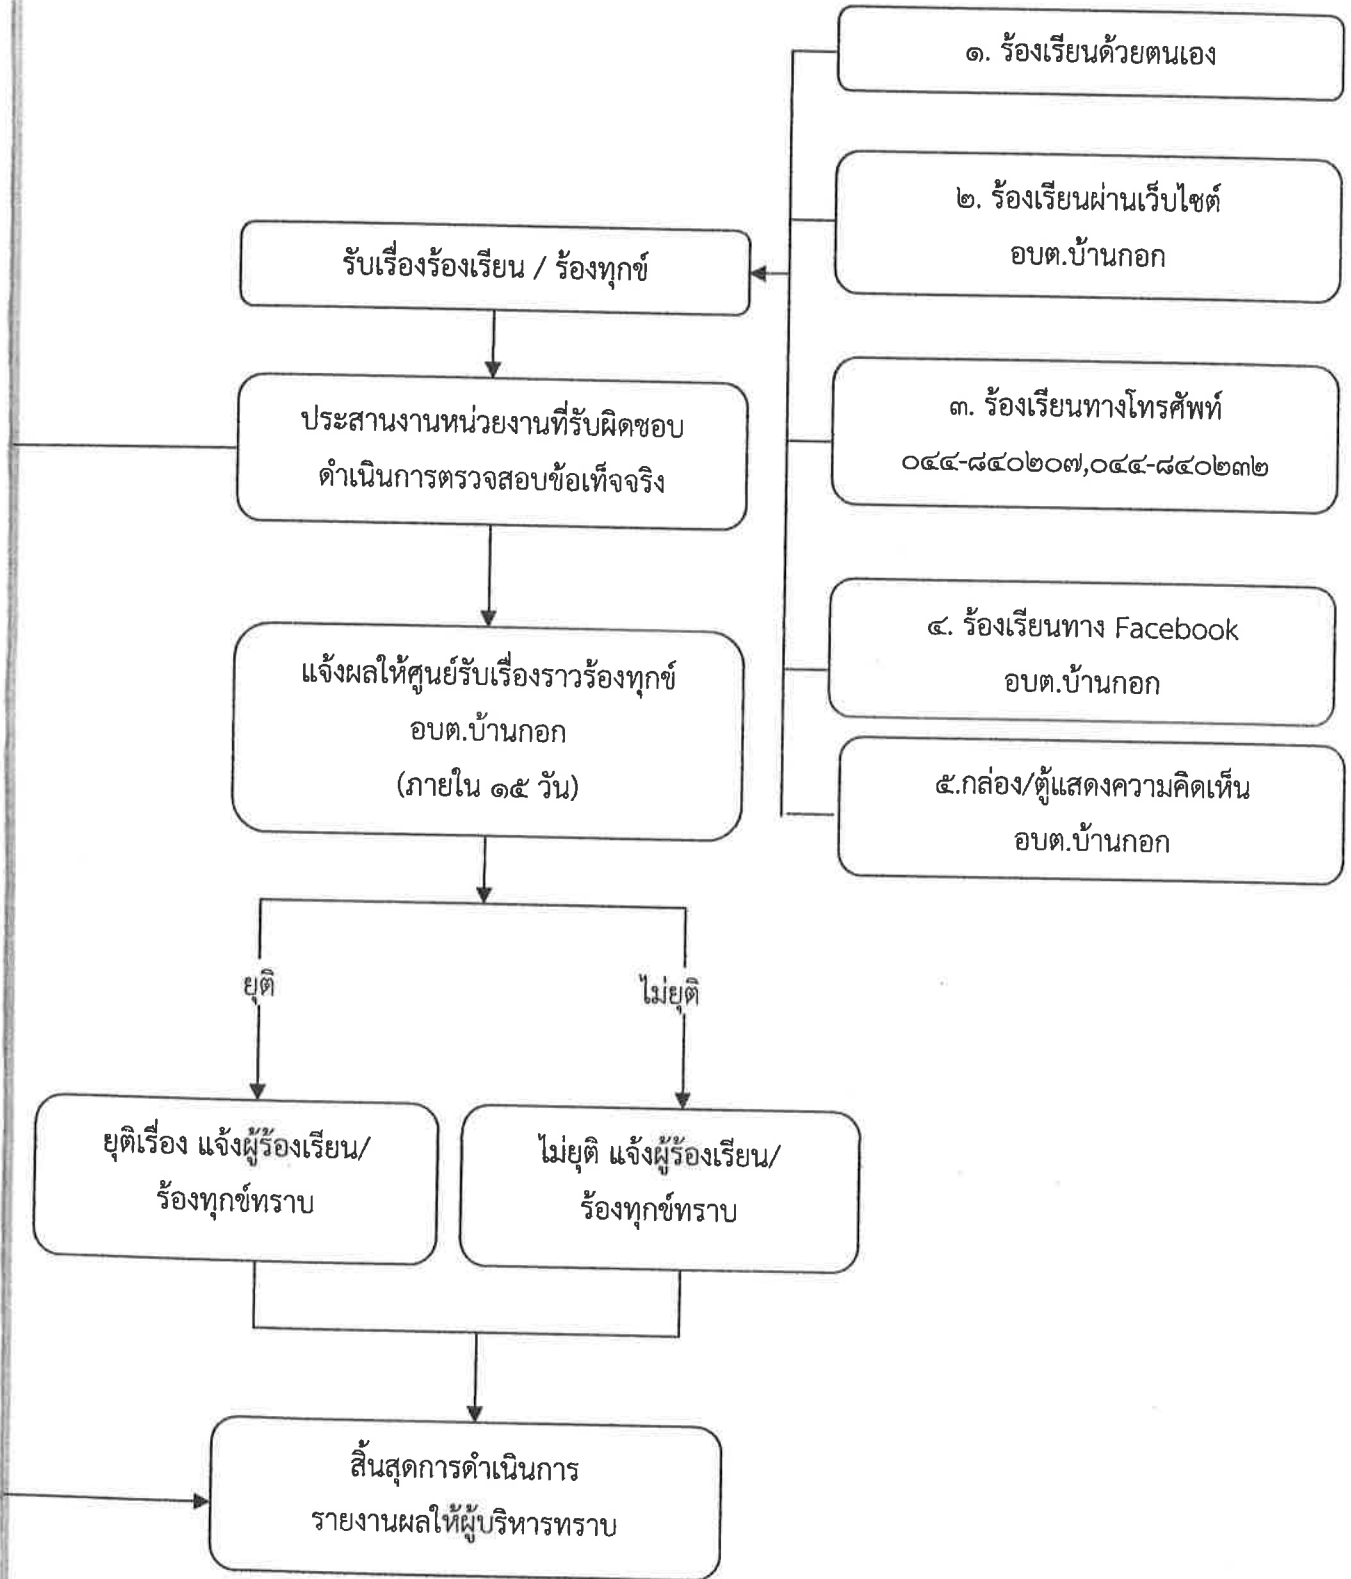 ๑. ร้องเรียนด้วยตนเอง
๒. ร้องเรียนผ่านเว็บไซต์
อบต.บ้านกอก
รับเรื่องร้องเรียน / ร้องทุกข์
๓. ร้องเรียนทางโทรศัพท์
๐๔๔-๘๔๐๒๐๗,๐๔๔-๘๔๐๒๓๒
ประสานงานหน่วยงานที่รับผิดชอบ
ดำเนินการตรวจสอบข้อเท็จจริง
๔. ร้องเรียนทาง Facebook
อบต.บ้านกอก
แจ้งผลให้ศูนย์รับเรื่องราวร้องทุกข์
อบต.บ้านกอก
(ภายใน ๑๕ วัน)
๕.กล่อง/ตู้แสดงความคิดเห็น
อบต.บ้านกอก
ยุติ
ไม่ยุติ
ยุติเรื่อง แจ้งผู้ร้องเรียน/
ร้องทุกข์ทราบ
ไม่ยุติ แจ้งผู้ร้องเรียน/
ร้องทุกข์ทราบ
สิ้นสุดการดำเนินการ
รายงานผลให้ผู้บริหารทราบ